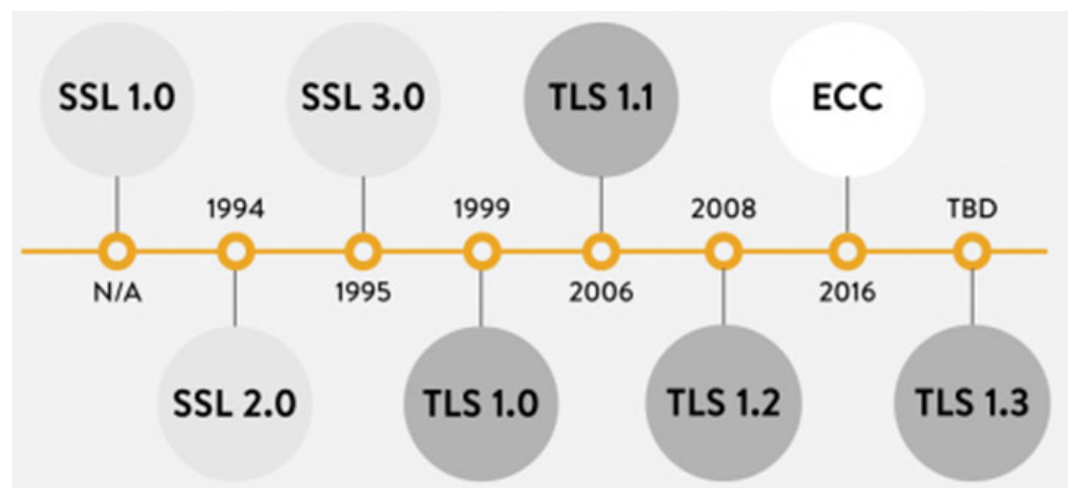 SSL 1.0
SSL 3.0
TLS 1.1
ECC
1994
1999
2008
TBD
N/A
1995
2006
2016
SSL 2.0
TLS 1.0
TLS 1.2
TLS 1.3